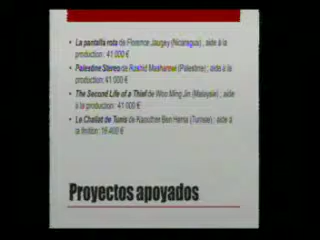 • La pantalla rota de Florence Jaugey (Nicaragua) ; aide à la
production : 41 000 €
• Palestine Stereo de Rashid Masharawi (Palestine) ; aide à la
production : 41 000 €
• The Second Life of a Thief de Woo Ming Jin (Malaysie) ; aide
à la production : 41 000 €
• Le Challat de Tunis de Kaouther Ben Hania (Tunisie) ; aide à
la finition : 16 400 €
Proyectos apoyados